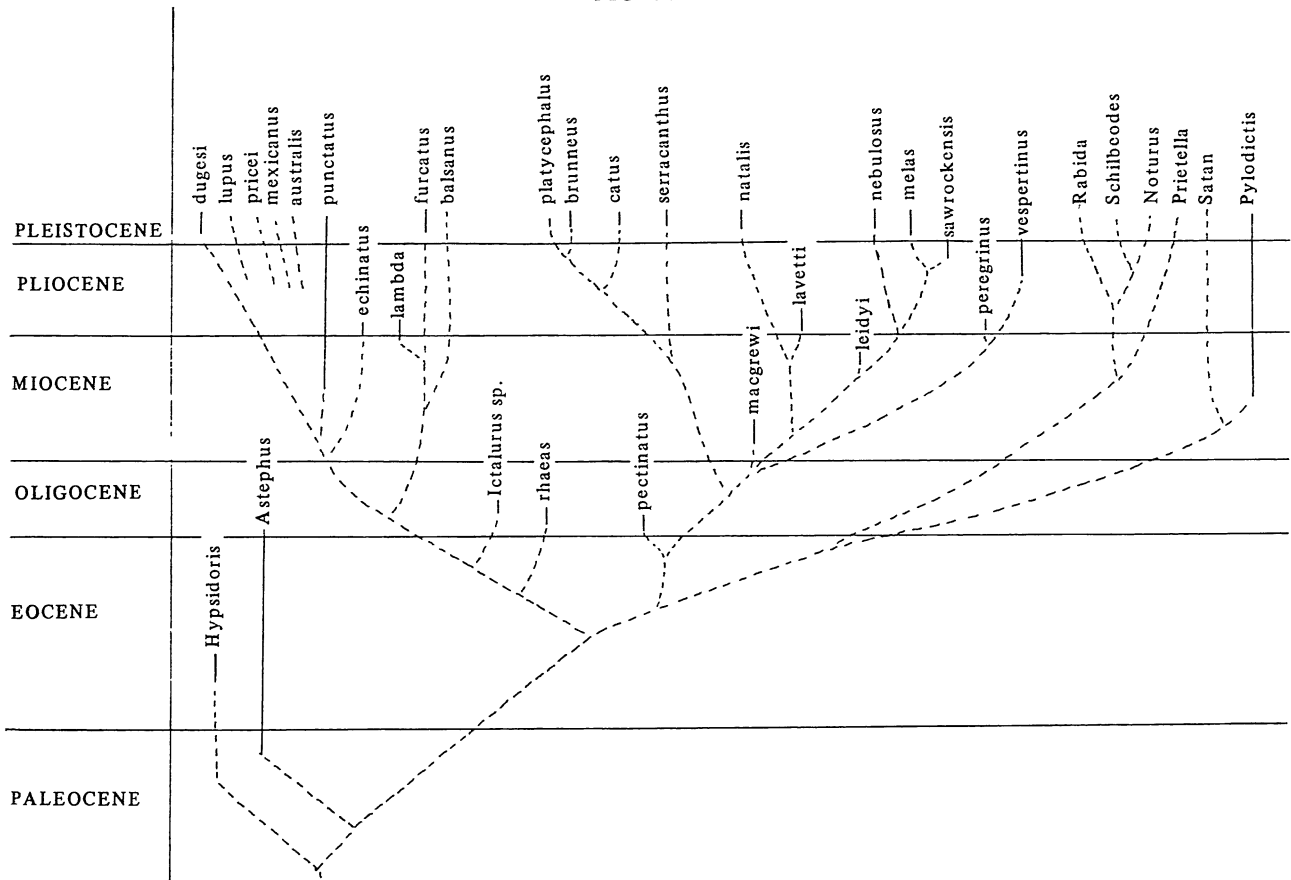 dugesi
lupus
pricei
mexicanus
australis
punctatus
echinatus
lambda
furcatus
balsanus
platycephalus
brunneus
catus
serracanthus
natalis
lavetti
nebulosus
melas
sawrockensis
peregrinus
vespertinus
Rabida
Schilbeodes
Noturus
Prietella
Satan
Pylodictis
PLEISTOCENE
PLIOCENE
MIOCENE
macgrewi
leidyi
OLIGOCENE
Astephus
Ictalurus sp.
rhaeas
pectinatus
EOCENE
Hypsidoris
PALEOCENE